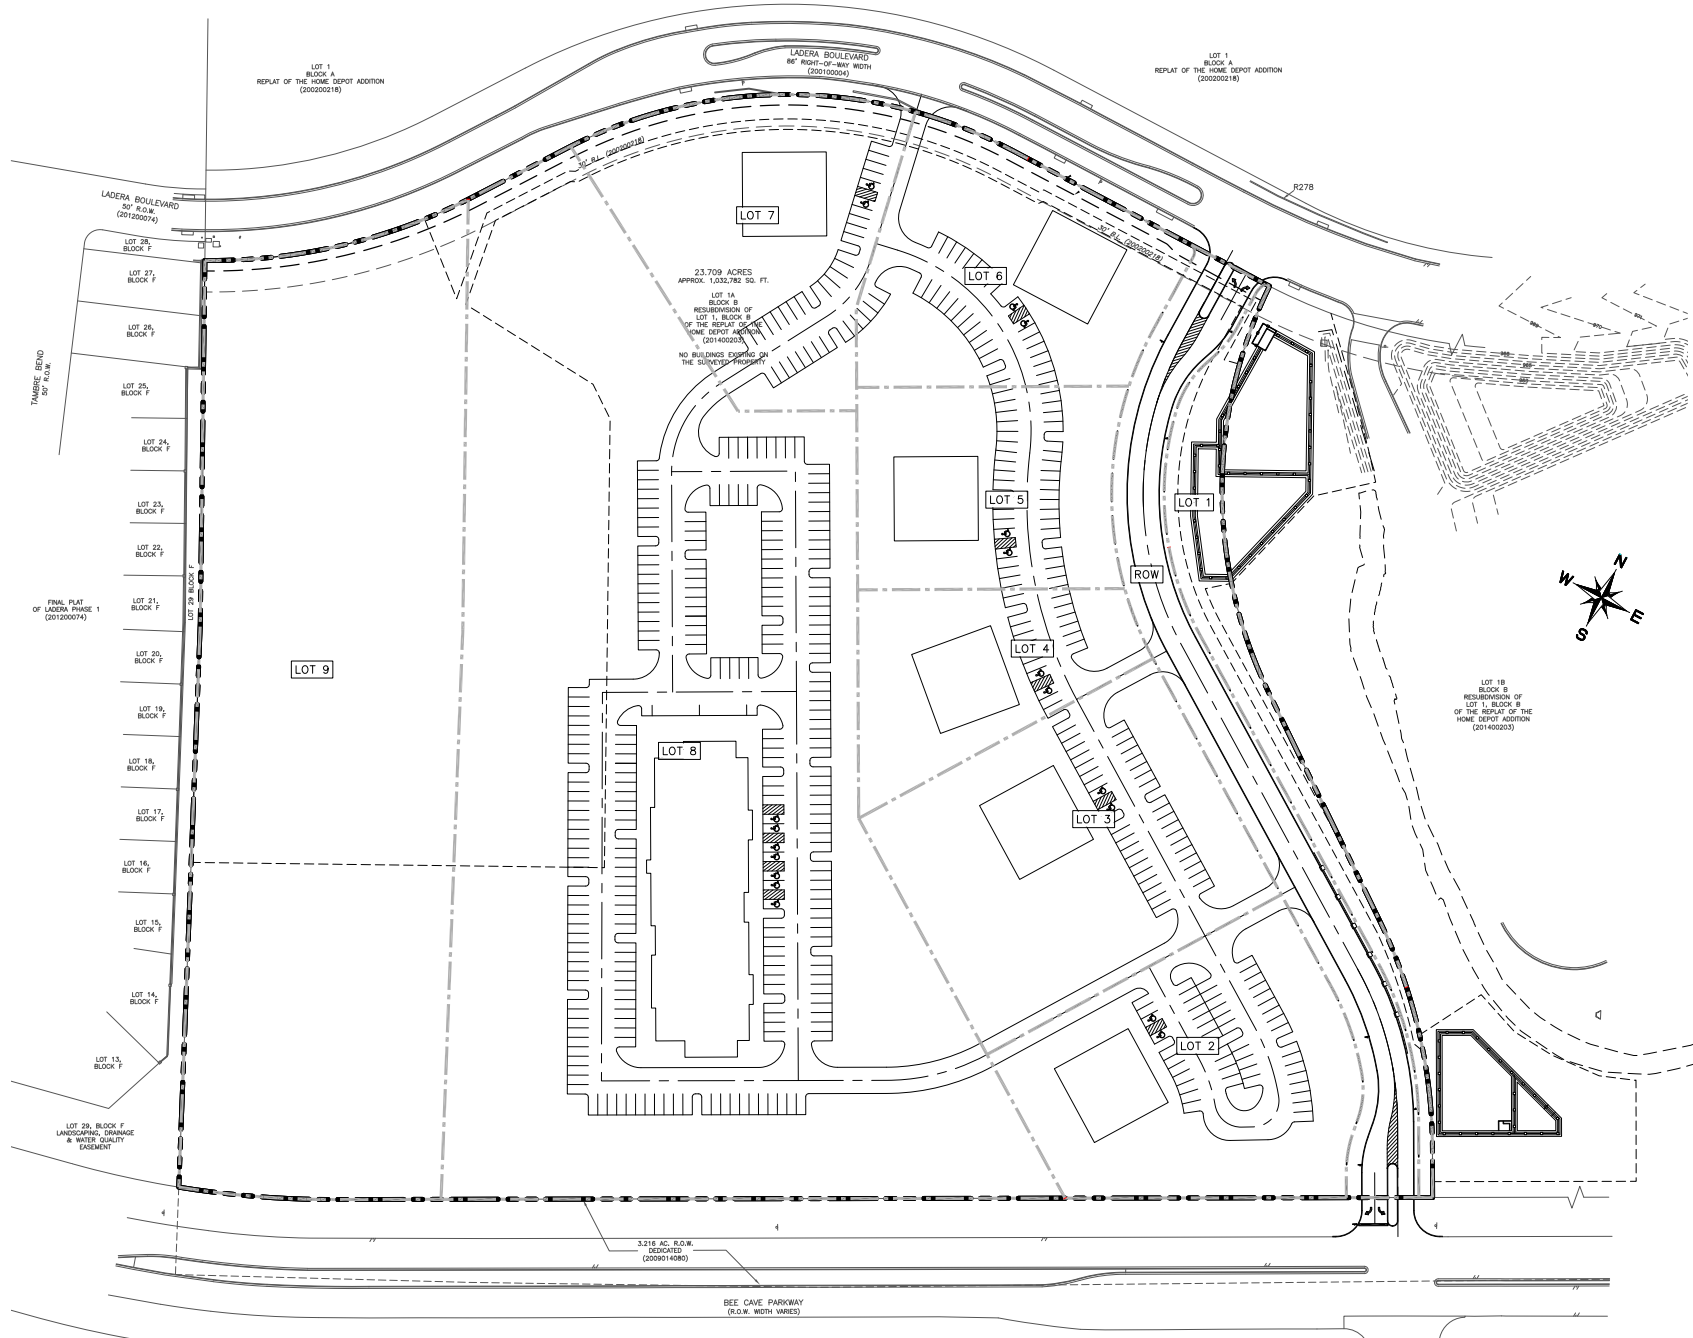 LOT 1
BLOCK A
REPLAT OF THE HOME DEPOT ADDITION
(200200218)
LADERA BOULEVARD
86' RIGHT-OF-WAY WIDTH
(200100004)
LOT 1
BLOCK A
REPLAT OF THE HOME DEPOT ADDITION
(200200218)
R278
LADERA BOULEVARD
50' R.O.W.
(201200074)
30' B.L. (200200218)
30' B.L. (200200218)
LOT 7
LOT 6
23.709 ACRES
APPROX. 1,032,782 SQ. FT.
LOT 1A
BLOCK B
RESUBDIVISION OF
LOT 1, BLOCK B
OF THE REPLAT OF THE
HOME DEPOT ADDITION
(201400203)
NO BUILDINGS EXISTING ON
THE SURVEYED PROPERTY
LOT 28,
BLOCK F
LOT 27,
BLOCK F
LOT 26,
BLOCK F
TAMBRE BEND
50' R.O.W.
LOT 25,
BLOCK F
LOT 24,
BLOCK F
LOT 23,
BLOCK F
LOT 22,
BLOCK F
LOT 21,
BLOCK F
LOT 20,
BLOCK F
LOT 19,
BLOCK F
LOT 18,
BLOCK F
LOT 17,
BLOCK F
LOT 16,
BLOCK F
LOT 15,
BLOCK F
LOT 14,
BLOCK F
LOT 13,
BLOCK F
LOT 29 BLOCK F
FINAL PLAT
OF LADERA PHASE 1
(201200074)
LOT 5
LOT 1
ROW
LOT 4
LOT 9
LOT 8
LOT 3
LOT 2
N
W
E
S
LOT 1B
BLOCK B
RESUBDIVISION OF
LOT 1, BLOCK B
OF THE REPLAT OF THE
HOME DEPOT ADDITION
(201400203)
LOT 29, BLOCK F
LANDSCAPING, DRAINAGE
& WATER QUALITY
EASEMENT
3.216 AC. R.O.W.
DEDICATED
(2009014080)
BEE CAVE PARKWAY
(R.O.W. WIDTH VARIES)